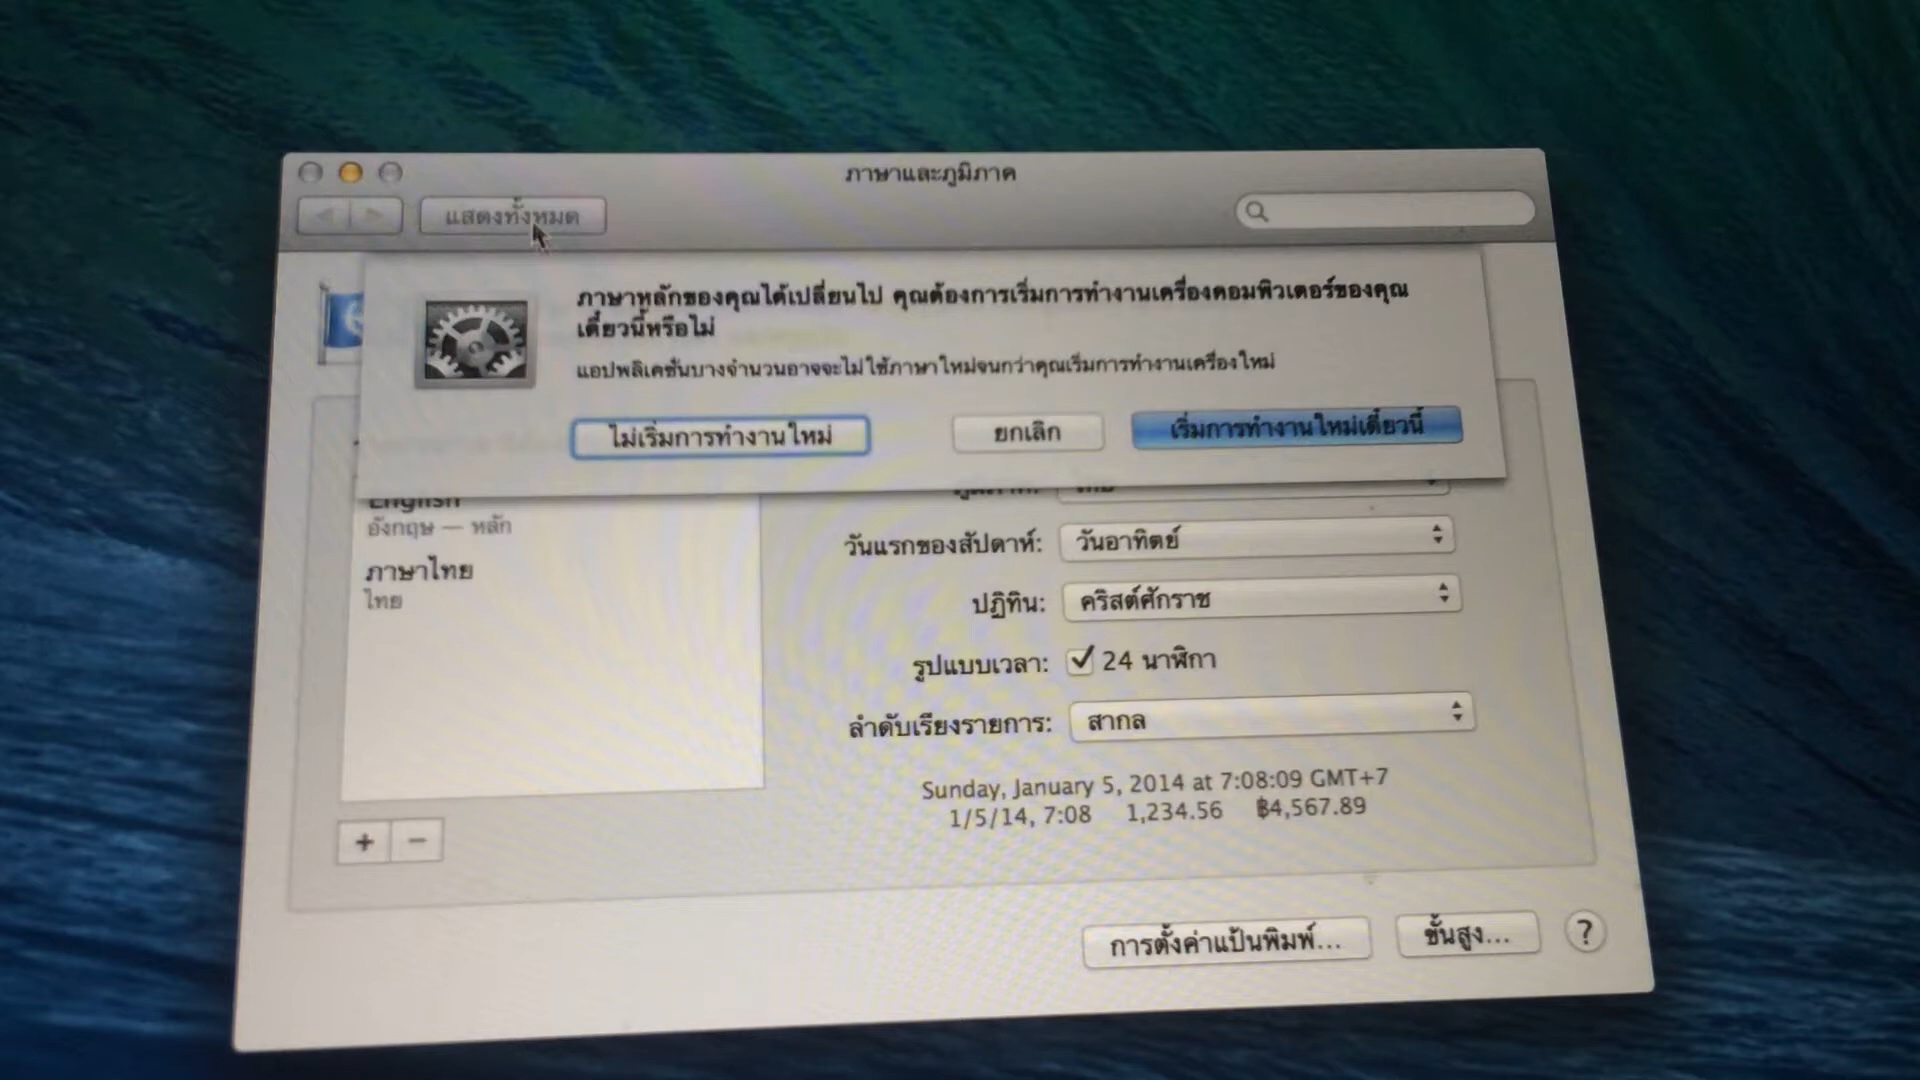 ภาษาและภูมิภาค
แสดงทั้งหมด
ภาษาหลักของคุณได้เปลี่ยนไป คุณต้องการเริ่มการทำงานเครื่องคอมพิวเตอร์ของคุณ
เดี๋ยวนี้หรือไม่
แอปพลิเคชันบางจำนวนอาจจะไม่ใช้ภาษาใหม่จนกว่าคุณเริ่มการทำงานเครื่องใหม่
ไม่เริ่มการทำงานใหม่ ยกเลิก เริ่มการทำงานใหม่เดี๋ยวนี้
English
อังกฤษ — หลัก
ภาษาไทย
ไทย
วันแรกของสัปดาห์: วันอาทิตย์
ปฏิทิน: คริสต์ศักราช
รูปแบบเวลา: 24 นาฬิกา
ลำดับเรียงรายการ: สากล
Sunday, January 5, 2014 at 7:08:09 GMT+7
1/5/14, 7:08 1,234.56 ฿4,567.89
+ −
การตั้งค่าแป้นพิมพ์... ขั้นสูง... ?